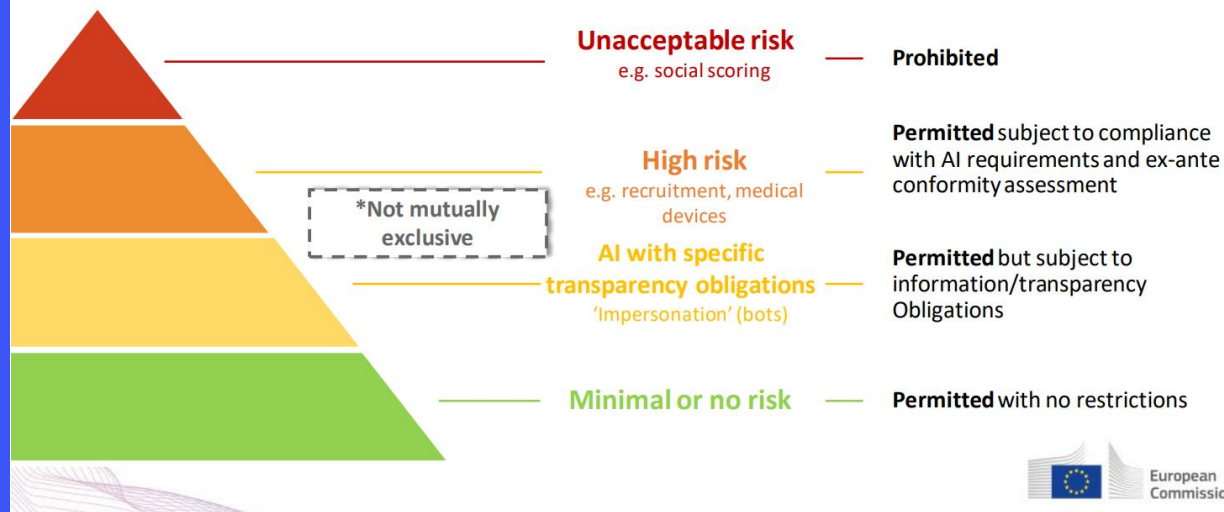 Unacceptable risk
e.g. social scoring
Prohibited
High risk
e.g. recruitment, medical
devices
Permitted subject to compliance
with AI requirements and ex-ante
conformity assessment
*Not mutually
exclusive
AI with specific
transparency obligations
'Impersonation' (bots)
Permitted but subject to
information/transparency
Obligations
Minimal or no risk
Permitted with no restrictions
European
Commissi